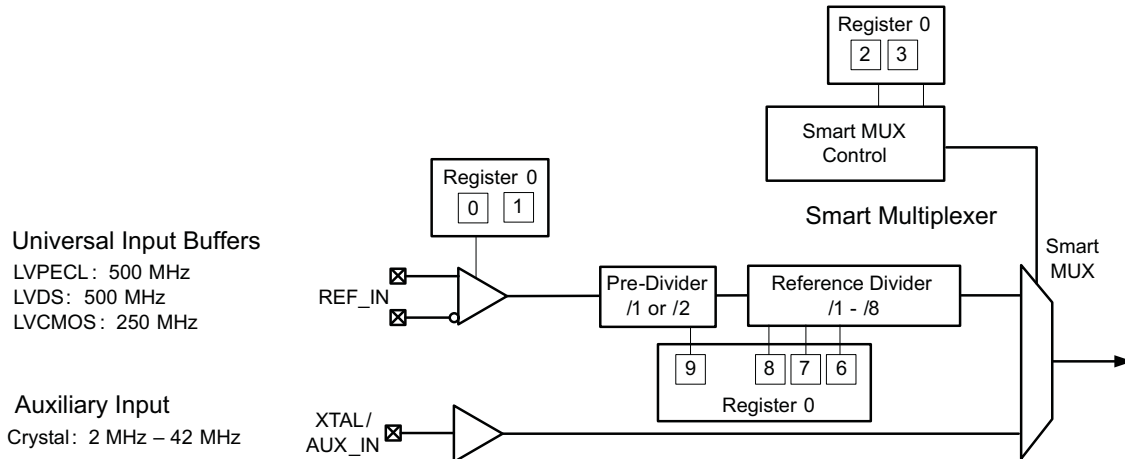 Register 0
2 3
Smart MUX
Control
Register 0
0 1
Smart Multiplexer
Universal Input Buffers
LVPECL: 500 MHz
LVDS: 500 MHz
LVCMOS: 250 MHz
REF_IN
Pre-Divider
/1 or /2
Reference Divider
/1 - /8
Smart
MUX
9 8 7 6
Register 0
Auxiliary Input
Crystal: 2 MHz – 42 MHz
XTAL/
AUX_IN